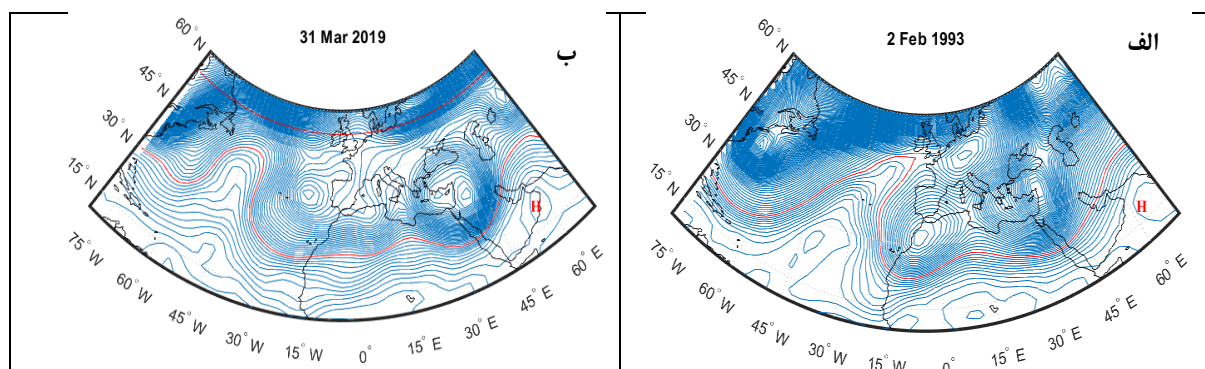 الف
2 Feb 1993
60° N
45° N
30° N
15° N
H
75° W
60° W
45° W
30° W
15° W
0°
15° E
30° E
45° E
60° E
ب
31 Mar 2019
60° N
45° N
30° N
15° N
H
75° W
60° W
45° W
30° W
15° W
0°
15° E
30° E
45° E
60° E